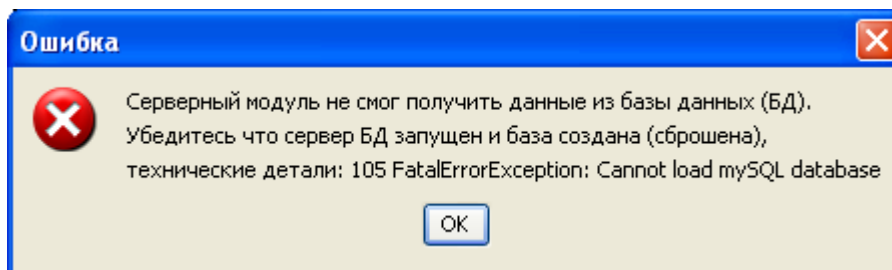 Ошибка
Серверный модуль не смог получить данные из базы данных (БД).
Убедитесь что сервер БД запущен и база создана (сброшена),
технические детали: 105 FatalErrorException: Cannot load mySQL database
OK